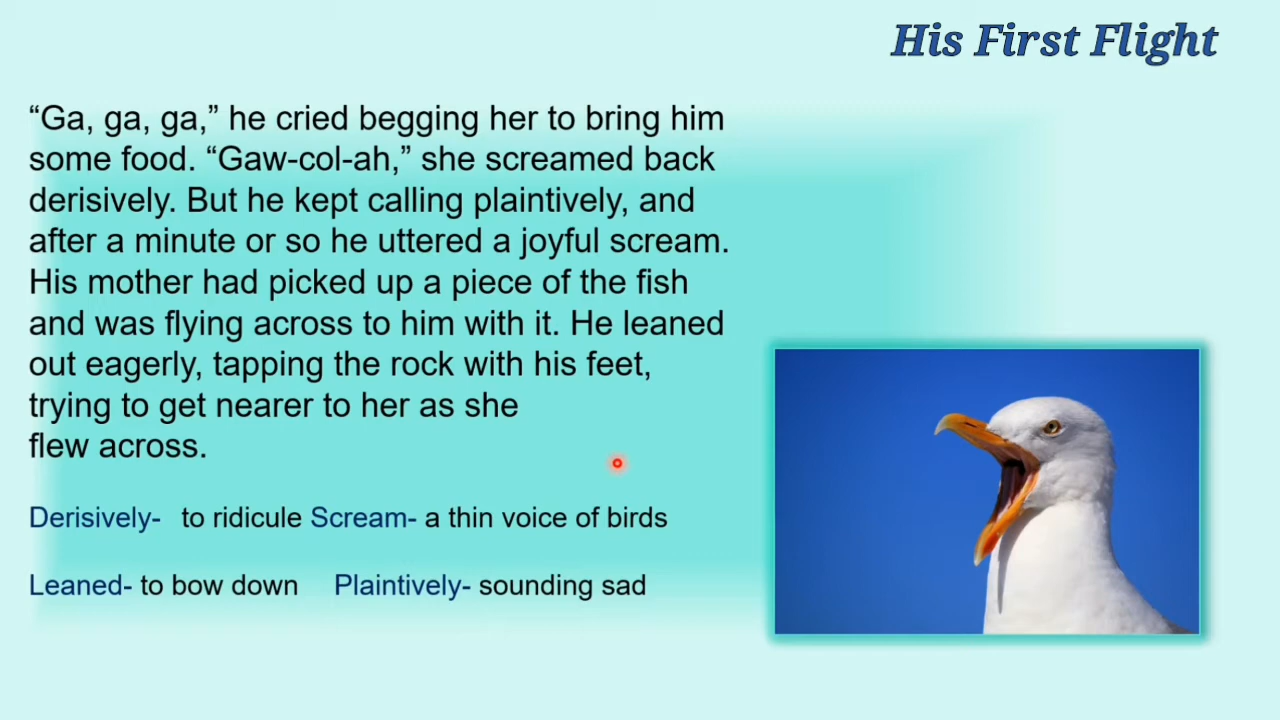 His First Flight
“Ga, ga, ga,” he cried begging her to bring him
some food. “Gaw-col-ah,” she screamed back
derisively. But he kept calling plaintively, and
after a minute or so he uttered a joyful scream.
His mother had picked up a piece of the fish
and was flying across to him with it. He leaned
out eagerly, tapping the rock with his feet,
trying to get nearer to her as she
flew across.
Derisively- to ridicule Scream- a thin voice of birds
Leaned- to bow down Plaintively- sounding sad